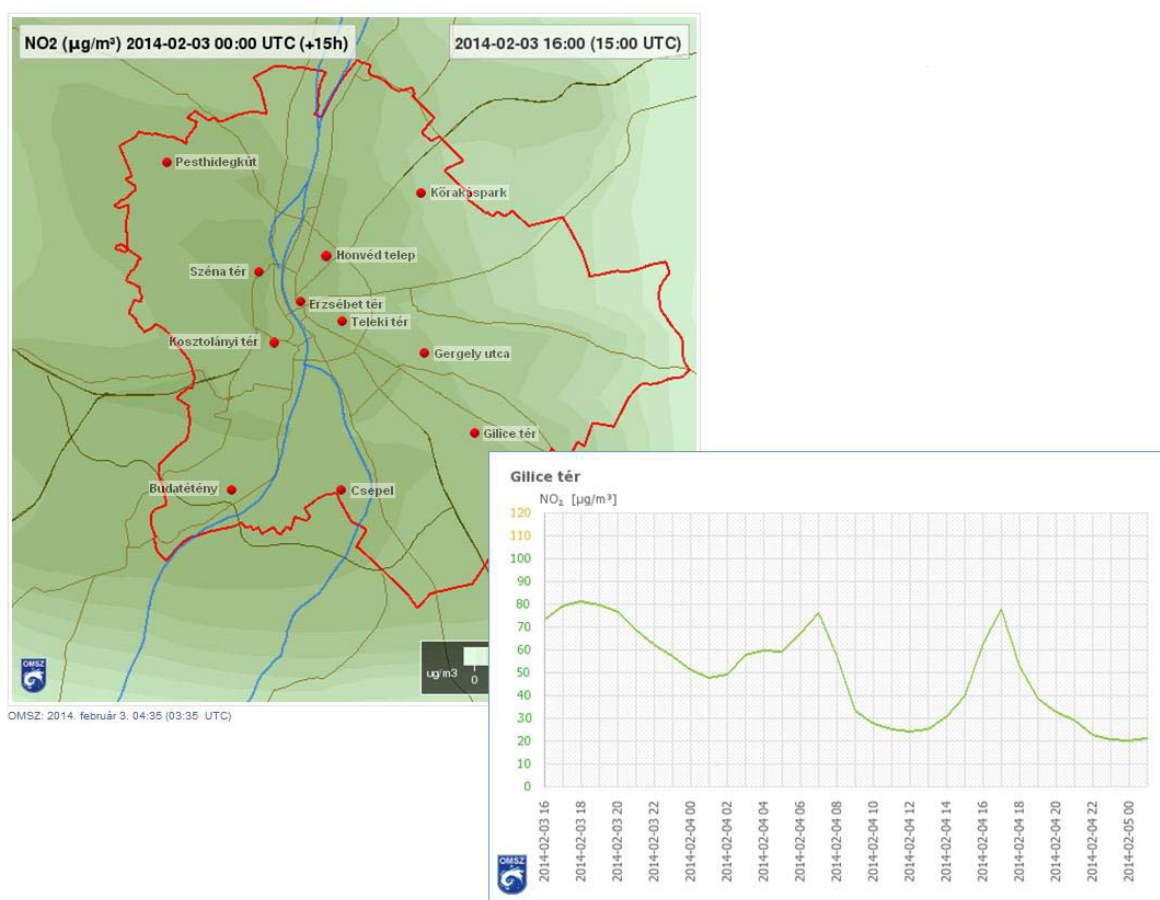 NO2 (µg/m³) 2014-02-03 00:00 UTC (+15h)
2014-02-03 16:00 (15:00 UTC)
Pesthidegkút
Kőrakáspark
Honvéd telep
Széna tér
Erzsébet tér
Teleki tér
Kosztolányi tér
Gergely utca
Gilice tér
Budatétény
Csepel
ug/m3
0
OMSZ
OMSZ: 2014. február 3. 04:35 (03:35 UTC)
Gilice tér
NO₂ [µg/m³]
120
110
100
90
80
70
60
50
40
30
20
10
0
2014-02-03 16
2014-02-03 18
2014-02-03 20
2014-02-03 22
2014-02-04 00
2014-02-04 02
2014-02-04 04
2014-02-04 06
2014-02-04 08
2014-02-04 10
2014-02-04 12
2014-02-04 14
2014-02-04 16
2014-02-04 18
2014-02-04 20
2014-02-04 22
2014-02-05 00
OMSZ